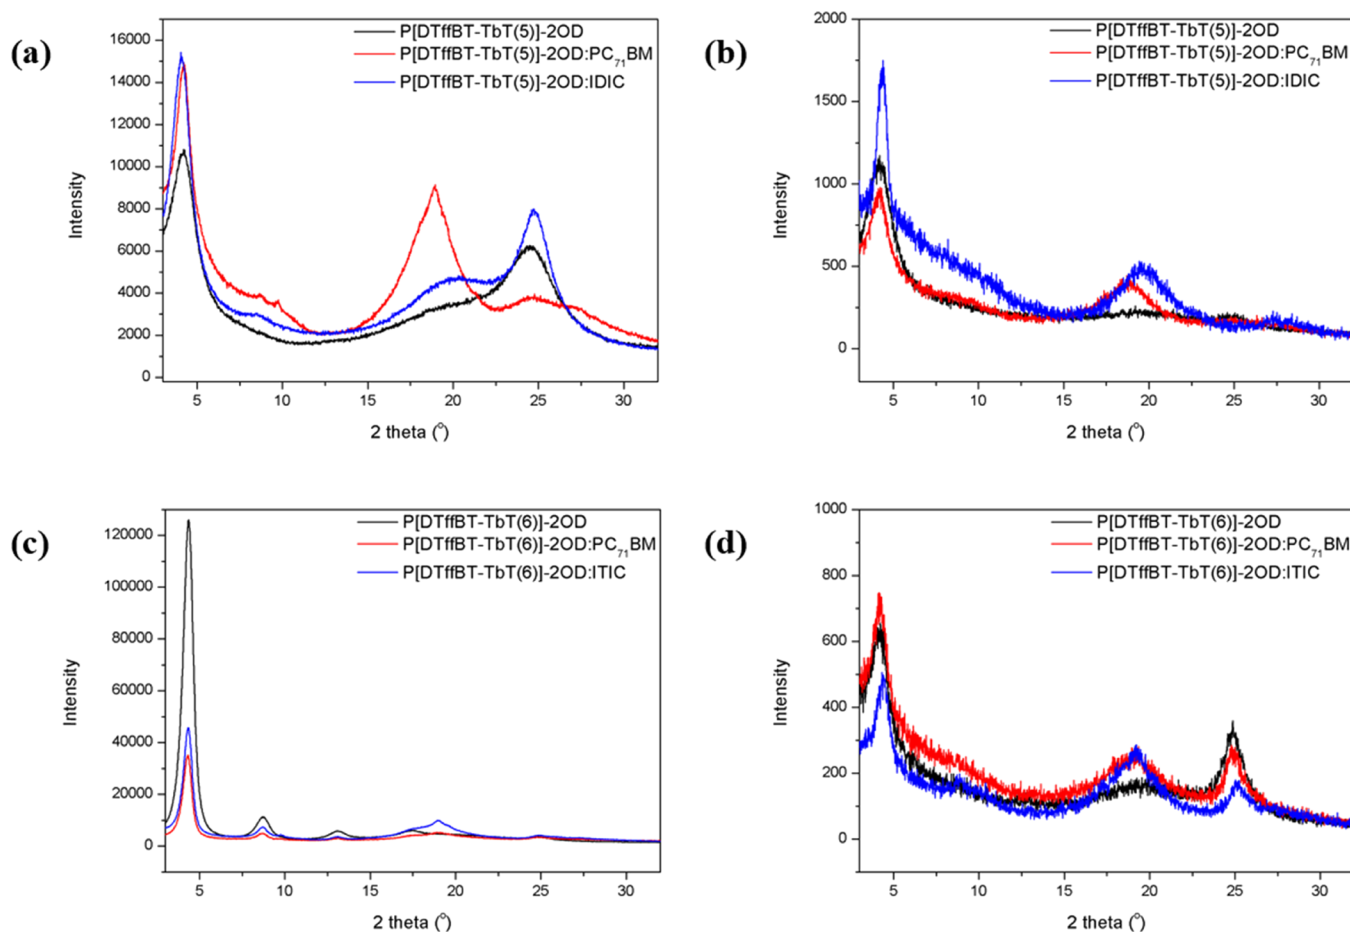 (a)
P[DTffBT-TbT(5)]-2OD
P[DTffBT-TbT(5)]-2OD:PC71BM
P[DTffBT-TbT(5)]-2OD:IDIC
16000
14000
12000
10000
8000
6000
4000
2000
0
Intensity
5 10 15 20 25 30
2 theta (°)
(b)
P[DTffBT-TbT(5)]-2OD
P[DTffBT-TbT(5)]-2OD:PC71BM
P[DTffBT-TbT(5)]-2OD:IDIC
2000
1500
1000
500
0
Intensity
5 10 15 20 25 30
2 theta (°)
(c)
P[DTffBT-TbT(6)]-2OD
P[DTffBT-TbT(6)]-2OD:PC71BM
P[DTffBT-TbT(6)]-2OD:ITIC
120000
100000
80000
60000
40000
20000
0
Intensity
5 10 15 20 25 30
2 theta (°)
(d)
P[DTffBT-TbT(6)]-2OD
P[DTffBT-TbT(6)]-2OD:PC71BM
P[DTffBT-TbT(6)]-2OD:ITIC
1000
800
600
400
200
0
Intensity
5 10 15 20 25 30
2 theta (°)